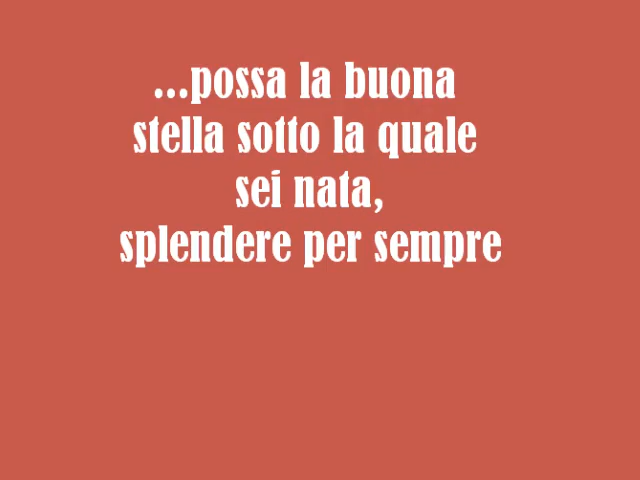 ...possa la buona
stella sotto la quale
sei nata,
splendere per sempre